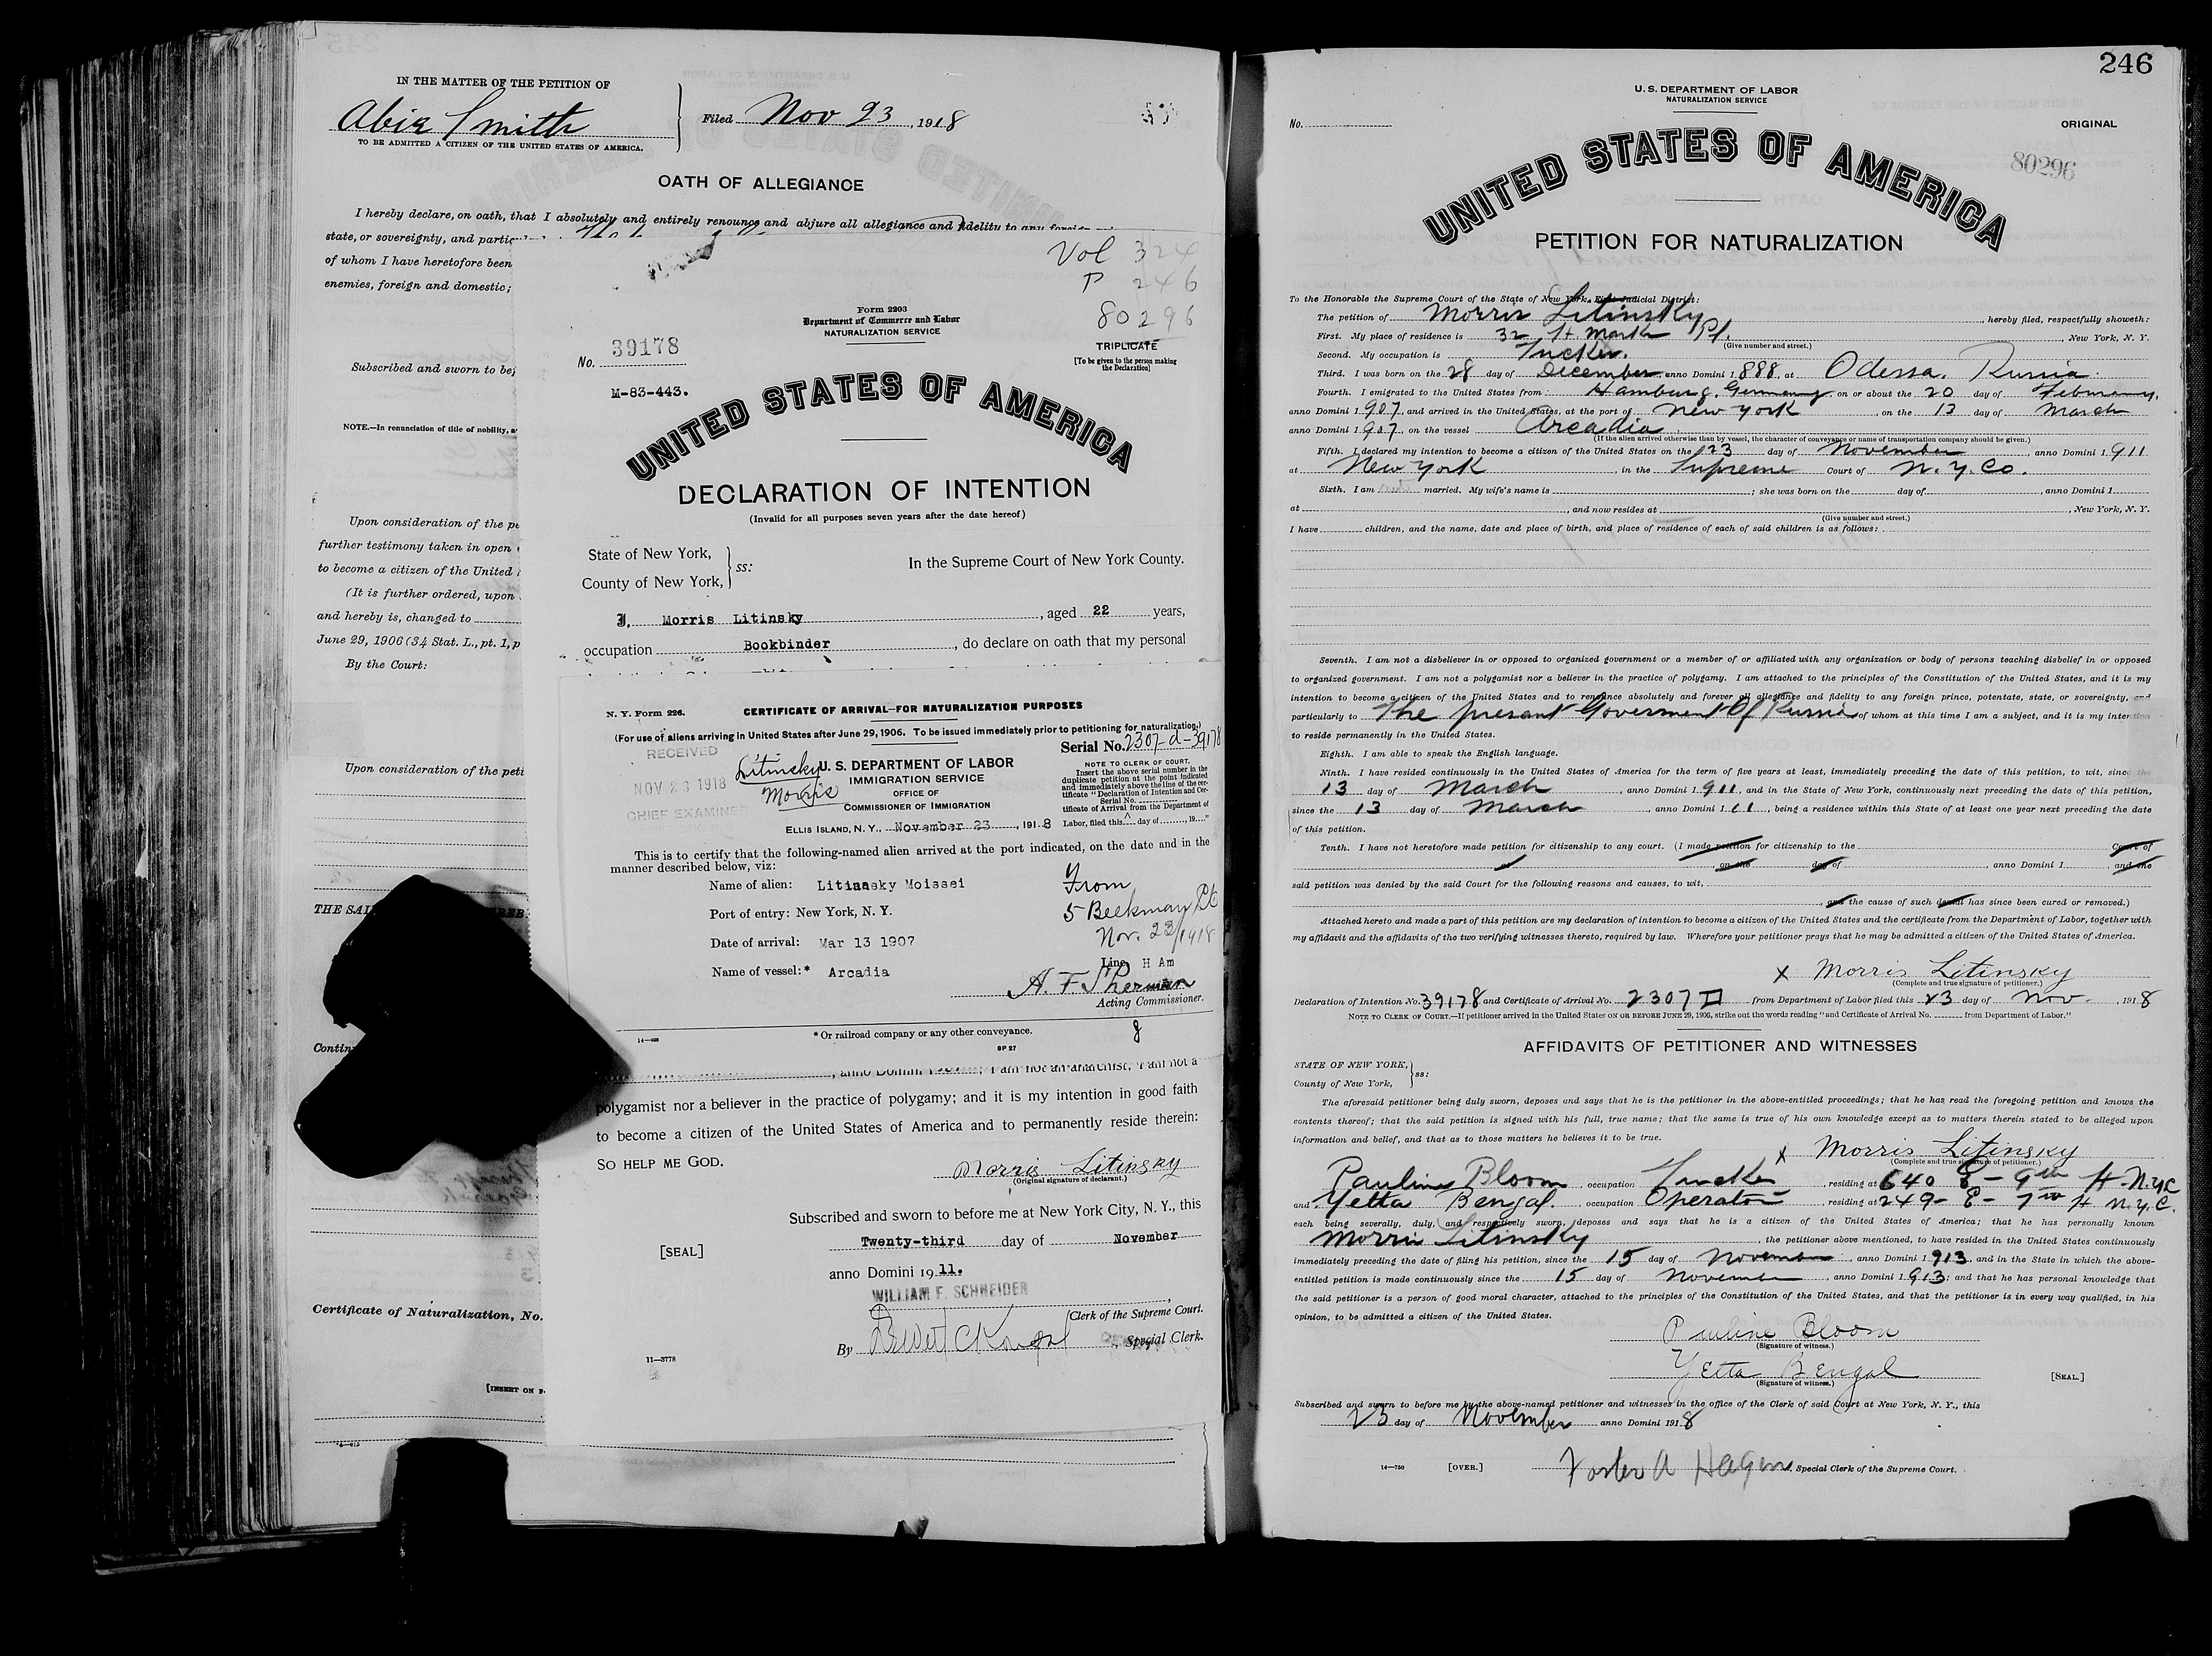 IN THE MATTER OF THE PETITION OF
Abie Smith
Filed Nov 23, 1918
TO BE ADMITTED A CITIZEN OF THE UNITED STATES OF AMERICA.
OATH OF ALLEGIANCE
I hereby declare, on oath, that I absolutely and entirely renounce and abjure all allegiance and fidelity to any foreign
state, or sovereignty, and
of whom I have heretofore been
enemies, foreign and domestic;
Subscribed and sworn to
NOTE.—In renunciation of title of nobility,
Upon consideration of the
further testimony taken in open
to become a citizen of the United
(It is further ordered, upon
and hereby is, changed to
June 29, 1906 (34 Stat. L., pt. 1,
By the Court:
Upon consideration of the
THE
Certificate of Naturalization, No.
[INSERT ON
Vol 324
P 246
80296
Form 2203
Department of Commerce and Labor
NATURALIZATION SERVICE
No. 39178
TRIPLICATE
[To be given to the person making
the Declaration]
M-83-443.
UNITED STATES OF AMERICA
DECLARATION OF INTENTION
(Invalid for all purposes seven years after the date hereof)
State of New York,
County of New York, } ss:
In the Supreme Court of New York County.
I, Morris Litinsky, aged 22 years,
occupation Bookbinder, do declare on oath that my personal
N. Y. Form 226.
CERTIFICATE OF ARRIVAL—FOR NATURALIZATION PURPOSES
(For use of aliens arriving in United States after June 29, 1906. To be issued immediately prior to petitioning for naturalization.)
RECEIVED
NOV 23 1918
CHIEF EXAMINE
Litinsky
Morris
Serial No. 2307-d-39178
U. S. DEPARTMENT OF LABOR
IMMIGRATION SERVICE
OFFICE OF
COMMISSIONER OF IMMIGRATION
NOTE TO CLERK OF COURT.
Insert the above serial number in the
duplicate petition at the point indicated
and immediately above the line of the cer-
tificate "Declaration of Intention and Cer-
Serial No.
tificate of Arrival from the Department of
Labor, filed this day of , 19 ."
ELLIS ISLAND, N. Y., November 23, 1918
This is to certify that the following-named alien arrived at the port indicated, on the date and in the
manner described below, viz:
Name of alien: Litinsky Moissei
Port of entry: New York, N. Y.
Date of arrival: Mar 13 1907
Name of vessel:* Arcadia
From
5 Beekman St
Nov. 23/1918
Line H Am
A. F. Sherman
Acting Commissioner.
* Or railroad company or any other conveyance.
SP 27
8
, anno Domini 1907; I am not an anarchist; I am not a
polygamist nor a believer in the practice of polygamy; and it is my intention in good faith
to become a citizen of the United States of America and to permanently reside therein:
SO HELP ME GOD.
Morris Litinsky
(Original signature of declarant.)
Subscribed and sworn to before me at New York City, N. Y., this
[SEAL]
Twenty-third day of November
anno Domini 19 11.
WILLIAM F. SCHNEIDER
Clerk of the Supreme Court.
By
Special Clerk.
11—3778
246
U. S. DEPARTMENT OF LABOR
NATURALIZATION SERVICE
No.
ORIGINAL
80296
UNITED STATES OF AMERICA
PETITION FOR NATURALIZATION
To the Honorable the Supreme Court of the State of New York, First Judicial District:
The petition of Morris Litinsky, hereby filed, respectfully showeth:
First. My place of residence is 32 St Marks Pl., New York, N. Y.
(Give number and street.)
Second. My occupation is Tucker.
Third. I was born on the 28 day of December anno Domini 1888, at Odessa, Russia.
Fourth. I emigrated to the United States from Hamburg, Germany on or about the 20 day of February,
anno Domini 1907, and arrived in the United States, at the port of New York, on the 13 day of March
anno Domini 1907, on the vessel Arcadia
(If the alien arrived otherwise than by vessel, the character of conveyance or name of transportation company should be given.)
Fifth. I declared my intention to become a citizen of the United States on the 23 day of November, anno Domini 1911
at New York in the Supreme Court of N. Y. Co.
Sixth. I am not married. My wife's name is ; she was born on the day of , anno Domini 1
at , and now resides at , New York, N. Y.
(Give number and street.)
I have children, and the name, date and place of birth, and place of residence of each of said children is as follows:
Seventh. I am not a disbeliever in or opposed to organized government or a member of or affiliated with any organization or body of persons teaching disbelief in or opposed
to organized government. I am not a polygamist nor a believer in the practice of polygamy. I am attached to the principles of the Constitution of the United States, and it is my
intention to become a citizen of the United States and to renounce absolutely and forever all allegiance and fidelity to any foreign prince, potentate, state, or sovereignty, and
particularly to The present Goverment Of Russia of whom at this time I am a subject, and it is my intention
to reside permanently in the United States.
Eighth. I am able to speak the English language.
Ninth. I have resided continuously in the United States of America for the term of five years at least, immediately preceding the date of this petition, to wit, since the
13 day of March, anno Domini 1911, and in the State of New York, continuously next preceding the date of this petition,
since the 13 day of March, anno Domini 1911, being a residence within this State of at least one year next preceding the date
of this petition.
Tenth. I have not heretofore made petition for citizenship to any court. (I made petition for citizenship to the Court of
at , on the day of , anno Domini 1 and the
said petition was denied by the said Court for the following reasons and causes, to wit,
, and the cause of such denial has since been cured or removed.)
Attached hereto and made a part of this petition are my declaration of intention to become a citizen of the United States and the certificate from the Department of Labor, together with
my affidavit and the affidavits of the two verifying witnesses thereto, required by law. Wherefore your petitioner prays that he may be admitted a citizen of the United States of America.
X Morris Litinsky
(Complete and true signature of petitioner.)
Declaration of Intention No. 39178 and Certificate of Arrival No. 2307 from Department of Labor filed this 23 day of Nov., 1918
NOTE TO CLERK OF COURT.—If petitioner arrived in the United States ON OR BEFORE JUNE 29, 1906, strike out the words reading "and Certificate of Arrival No. from Department of Labor."
AFFIDAVITS OF PETITIONER AND WITNESSES
STATE OF NEW YORK,
County of New York, } ss:
The aforesaid petitioner being duly sworn, deposes and says that he is the petitioner in the above-entitled proceedings; that he has read the foregoing petition and knows the
contents thereof; that the said petition is signed with his full, true name; that the same is true of his own knowledge except as to matters therein stated to be alleged upon
information and belief, and that as to those matters he believes it to be true.
X Morris Litinsky
(Complete and true signature of petitioner.)
Pauline Bloom, occupation Tucker, residing at 640 E - 9th St N.Y.C
and Yetta Bengal, occupation Operator, residing at 249 - E - 7th St N.Y.C.
each being severally, duly, and respectively sworn, deposes and says that he is a citizen of the United States of America; that he has personally known
Morris Litinsky, the petitioner above mentioned, to have resided in the United States continuously
immediately preceding the date of filing his petition, since the 15 day of November, anno Domini 1913 and in the State in which the above-
entitled petition is made continuously since the 15 day of November, anno Domini 1913; and that he has personal knowledge that
the said petitioner is a person of good moral character, attached to the principles of the Constitution of the United States, and that the petitioner is in every way qualified, in his
opinion, to be admitted a citizen of the United States.
Pauline Bloom
(Signature of witness.)
Yetta Bengal
(Signature of witness.)
[SEAL.]
Subscribed and sworn to before me by the above-named petitioner and witnesses in the office of the Clerk of said Court at New York, N. Y., this
23 day of November anno Domini 1918
14—750
[OVER.]
Foster A Hagen, Special Clerk of the Supreme Court.